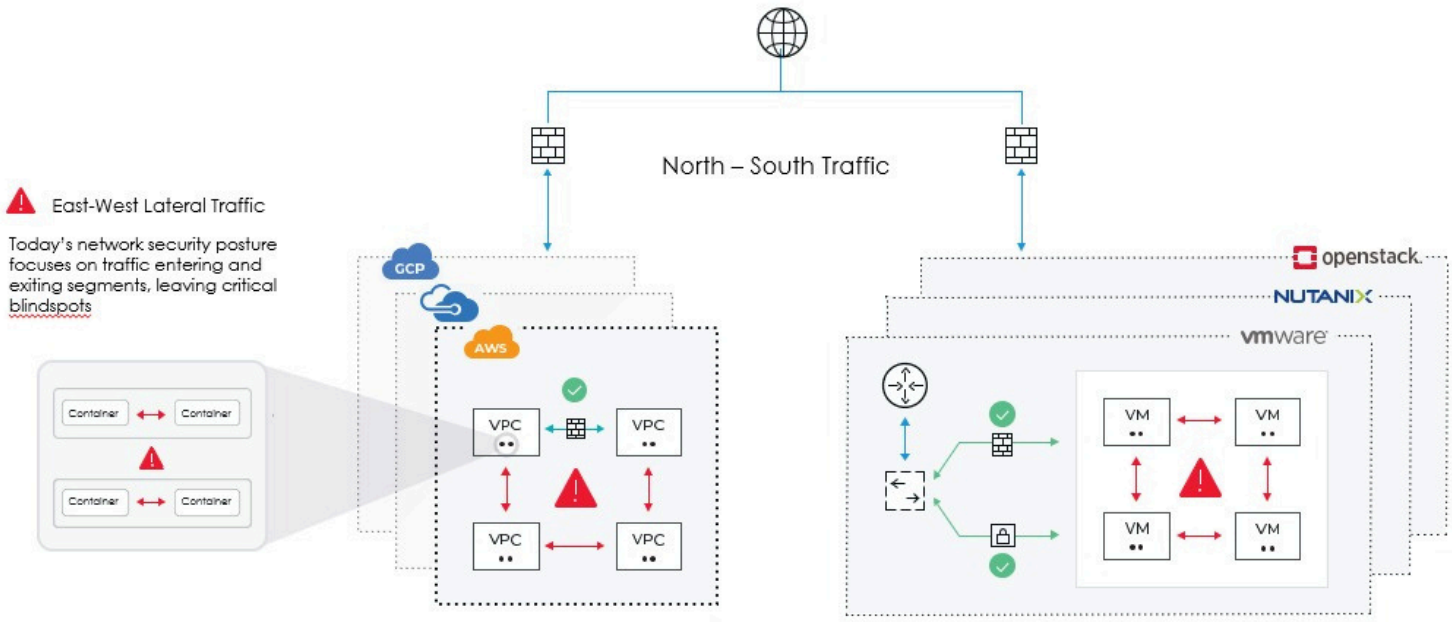 North – South Traffic
East-West Lateral Traffic
Today's network security posture
focuses on traffic entering and
exiting segments, leaving critical
blindspots
GCP
AWS
openstack.
NUTANIX
vmware
Container
Container
Container
Container
VPC
VPC
VPC
VPC
VM
VM
VM
VM